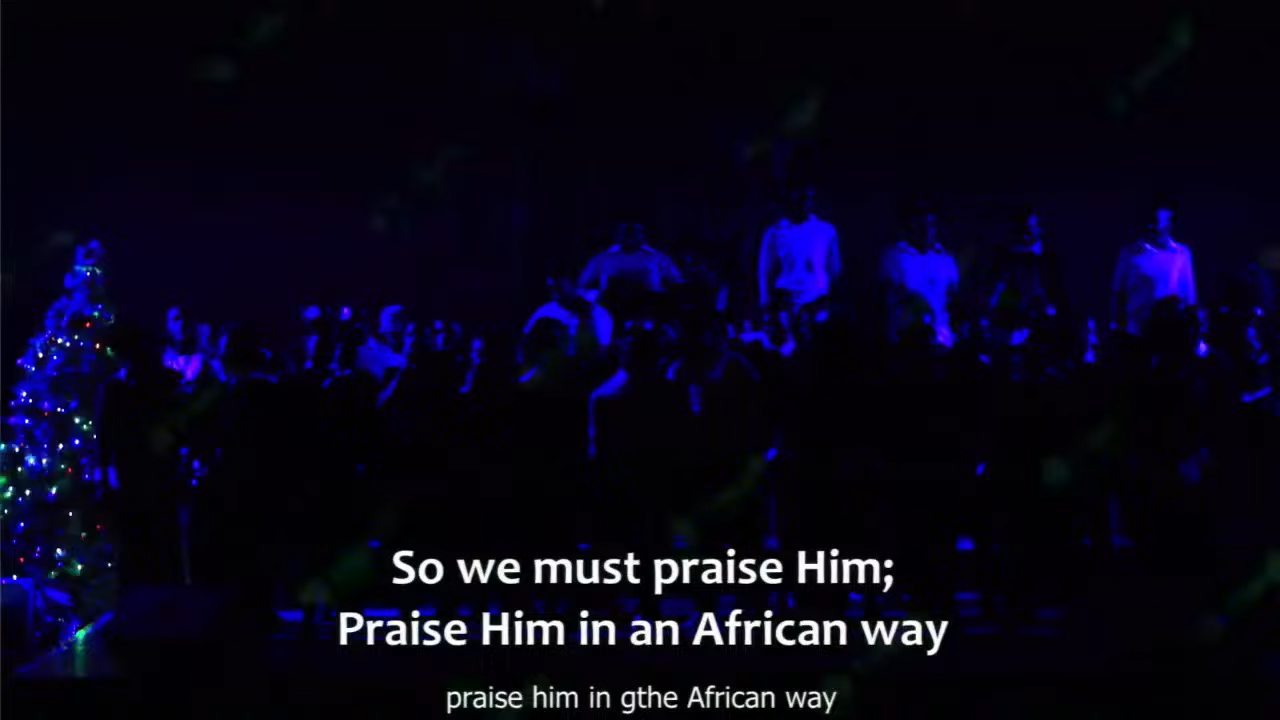 So we must praise Him;
Praise Him in an African way
praise him in gthe African way